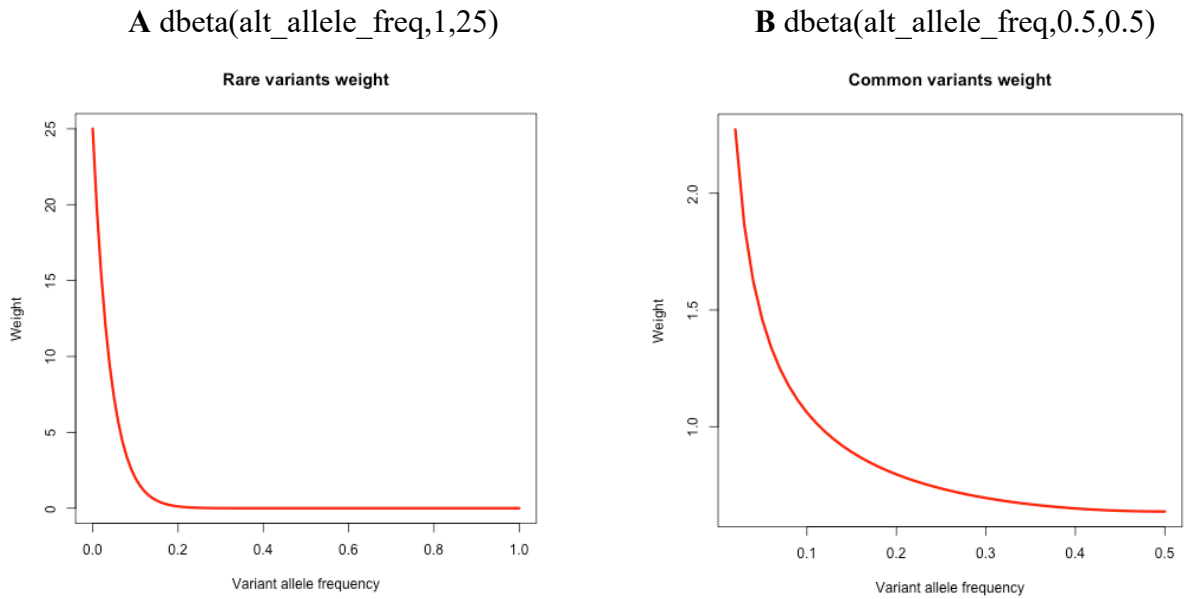 A dbeta(alt_allele_freq,1,25)
Rare variants weight
Weight
25
20
15
10
5
0
0.0 0.2 0.4 0.6 0.8 1.0
Variant allele frequency
B dbeta(alt_allele_freq,0.5,0.5)
Common variants weight
Weight
2.0
1.5
1.0
0.1 0.2 0.3 0.4 0.5
Variant allele frequency